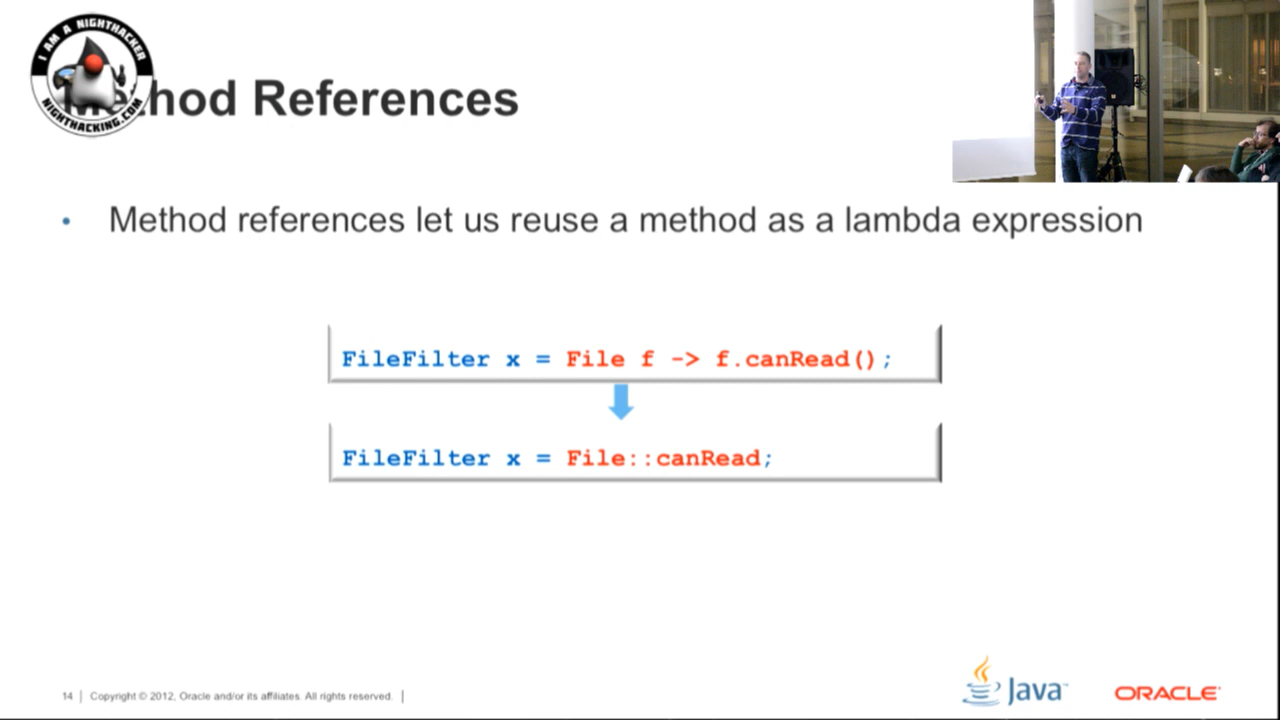 I AM A NIGHTHACKER
NIGHTHACKING.COM
Method References
• Method references let us reuse a method as a lambda expression
FileFilter x = File f -> f.canRead();
FileFilter x = File::canRead;
14 | Copyright © 2012, Oracle and/or its affiliates. All rights reserved. |
Java™
ORACLE®